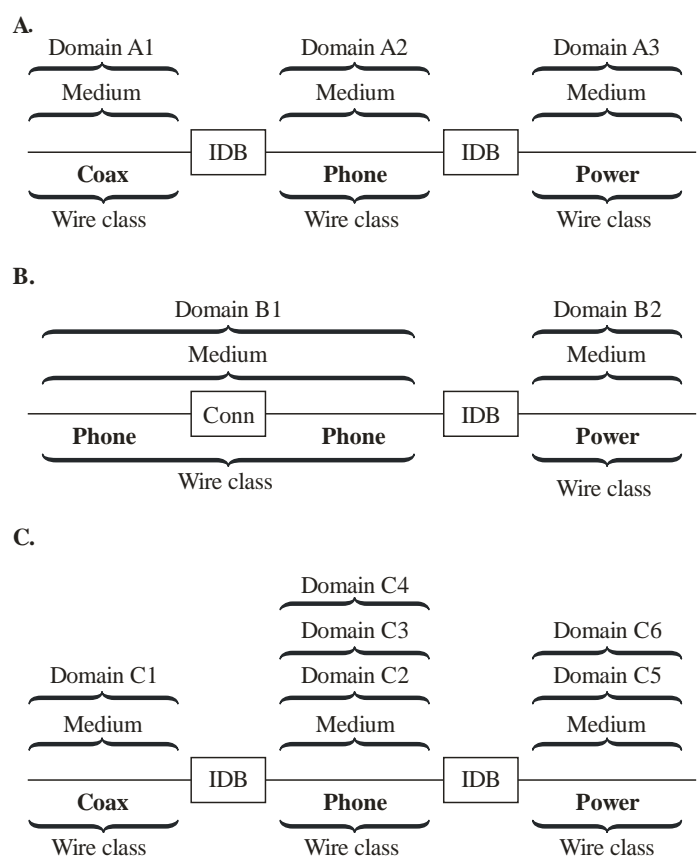 A.
Domain A1 Domain A2 Domain A3
Medium Medium Medium
IDB IDB
Coax Phone Power
Wire class Wire class Wire class
B.
Domain B1 Domain B2
Medium Medium
Conn IDB
Phone Phone Power
Wire class Wire class
C.
Domain C4
Domain C3 Domain C6
Domain C1 Domain C2 Domain C5
Medium Medium Medium
IDB IDB
Coax Phone Power
Wire class Wire class Wire class